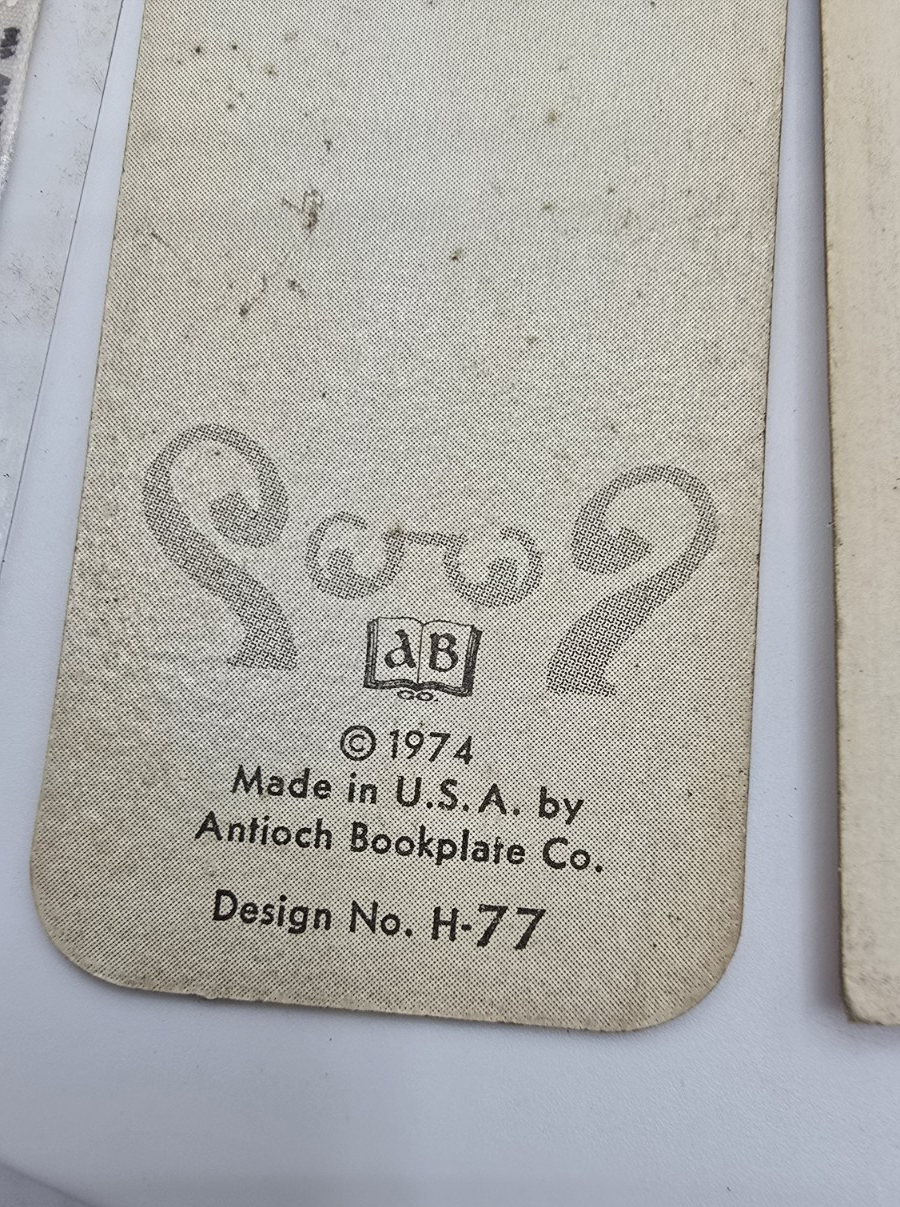 aB
CO.
© 1974
Made in U.S.A. by
Antioch Bookplate Co.
Design No. H-77